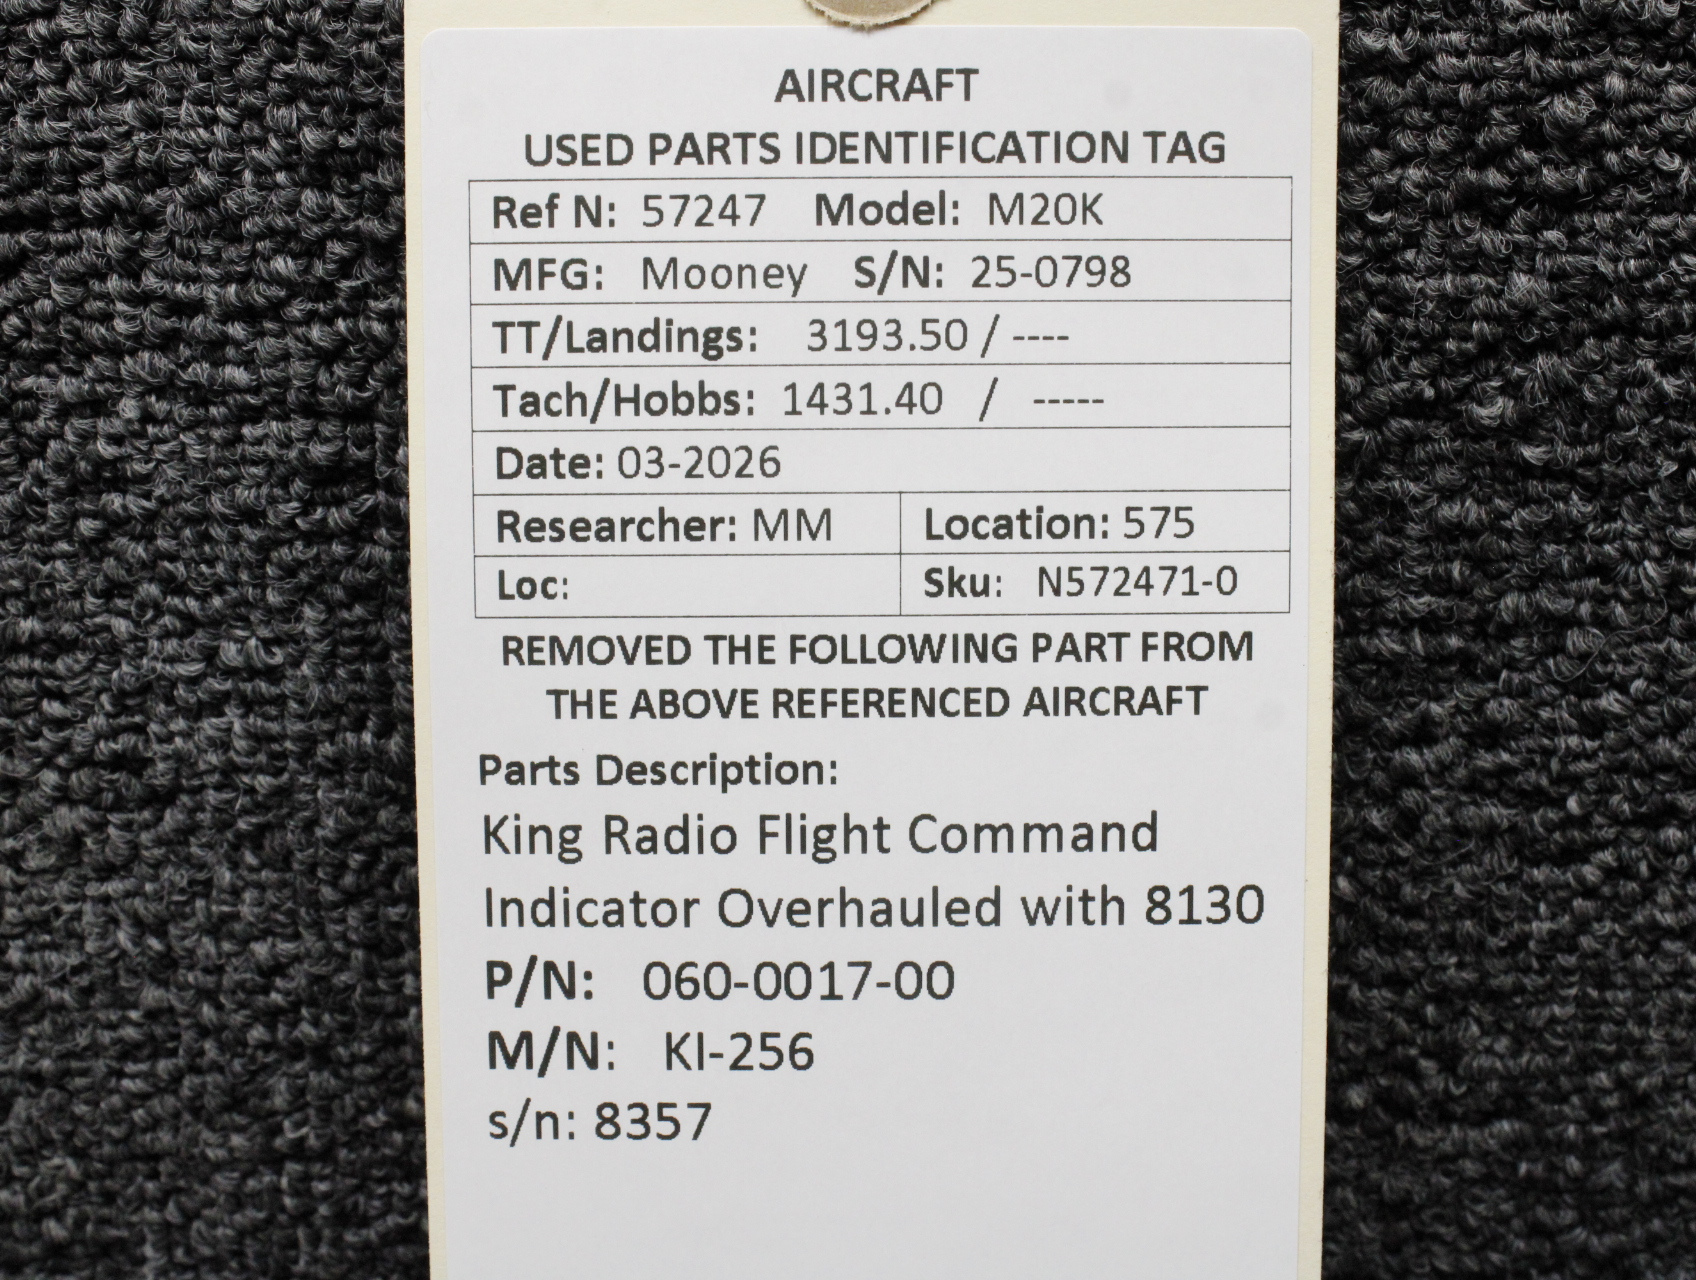 AIRCRAFT
USED PARTS IDENTIFICATION TAG
Ref N: 57247 Model: M20K
MFG: Mooney S/N: 25-0798
TT/Landings: 3193.50 / ----
Tach/Hobbs: 1431.40 / -----
Date: 03-2026
Researcher: MM Location: 575
Loc: Sku: N572471-0
REMOVED THE FOLLOWING PART FROM
THE ABOVE REFERENCED AIRCRAFT
Parts Description:
King Radio Flight Command
Indicator Overhauled with 8130
P/N: 060-0017-00
M/N: KI-256
s/n: 8357